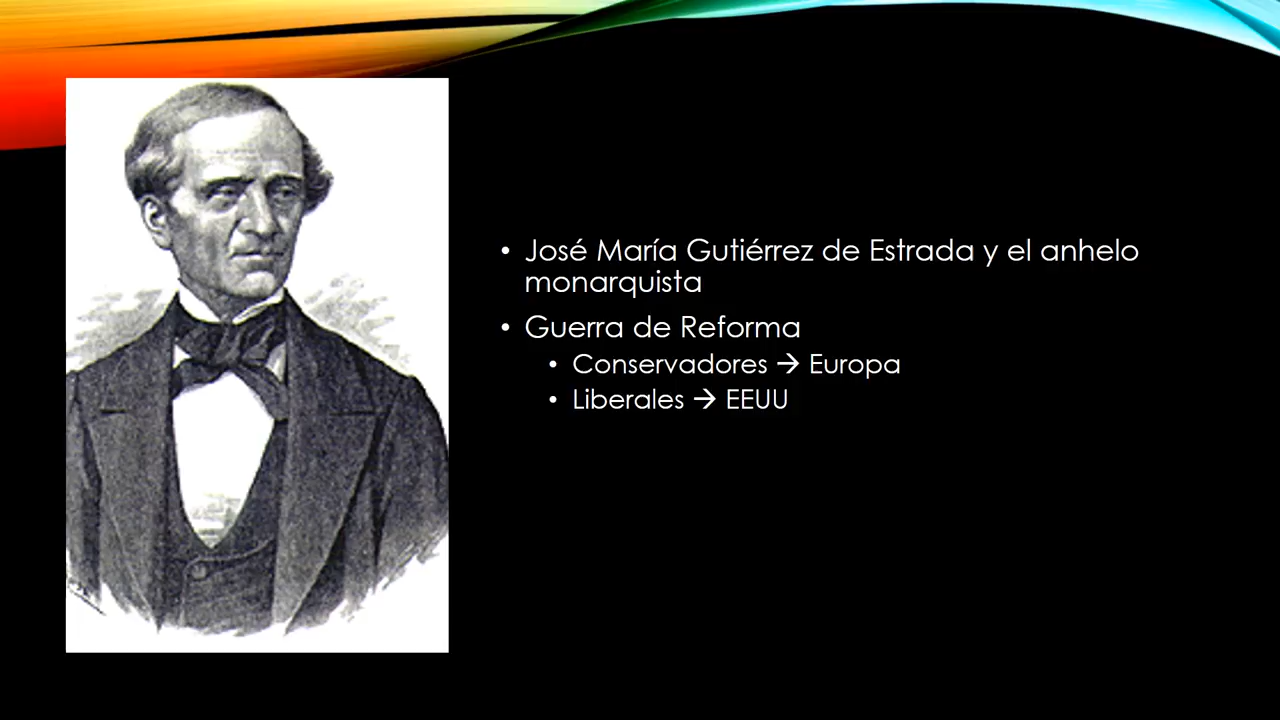 • José María Gutiérrez de Estrada y el anhelo
monarquista
• Guerra de Reforma
• Conservadores → Europa
• Liberales → EEUU